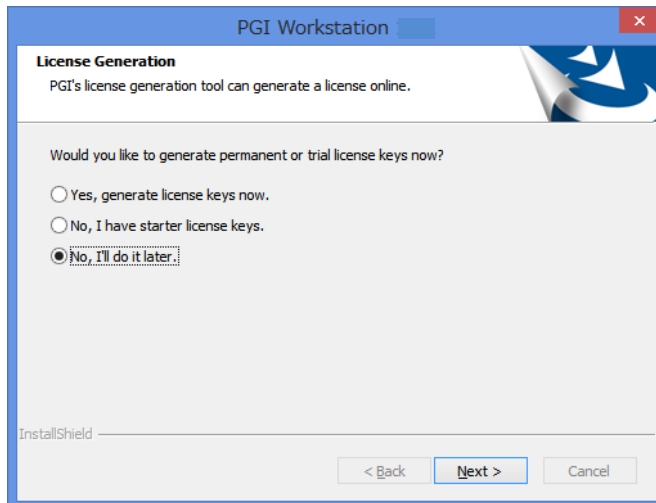 PGI Workstation
License Generation
PGI's license generation tool can generate a license online.
Would you like to generate permanent or trial license keys now?
Yes, generate license keys now.
No, I have starter license keys.
No, I'll do it later.
InstallShield
< Back Next > Cancel